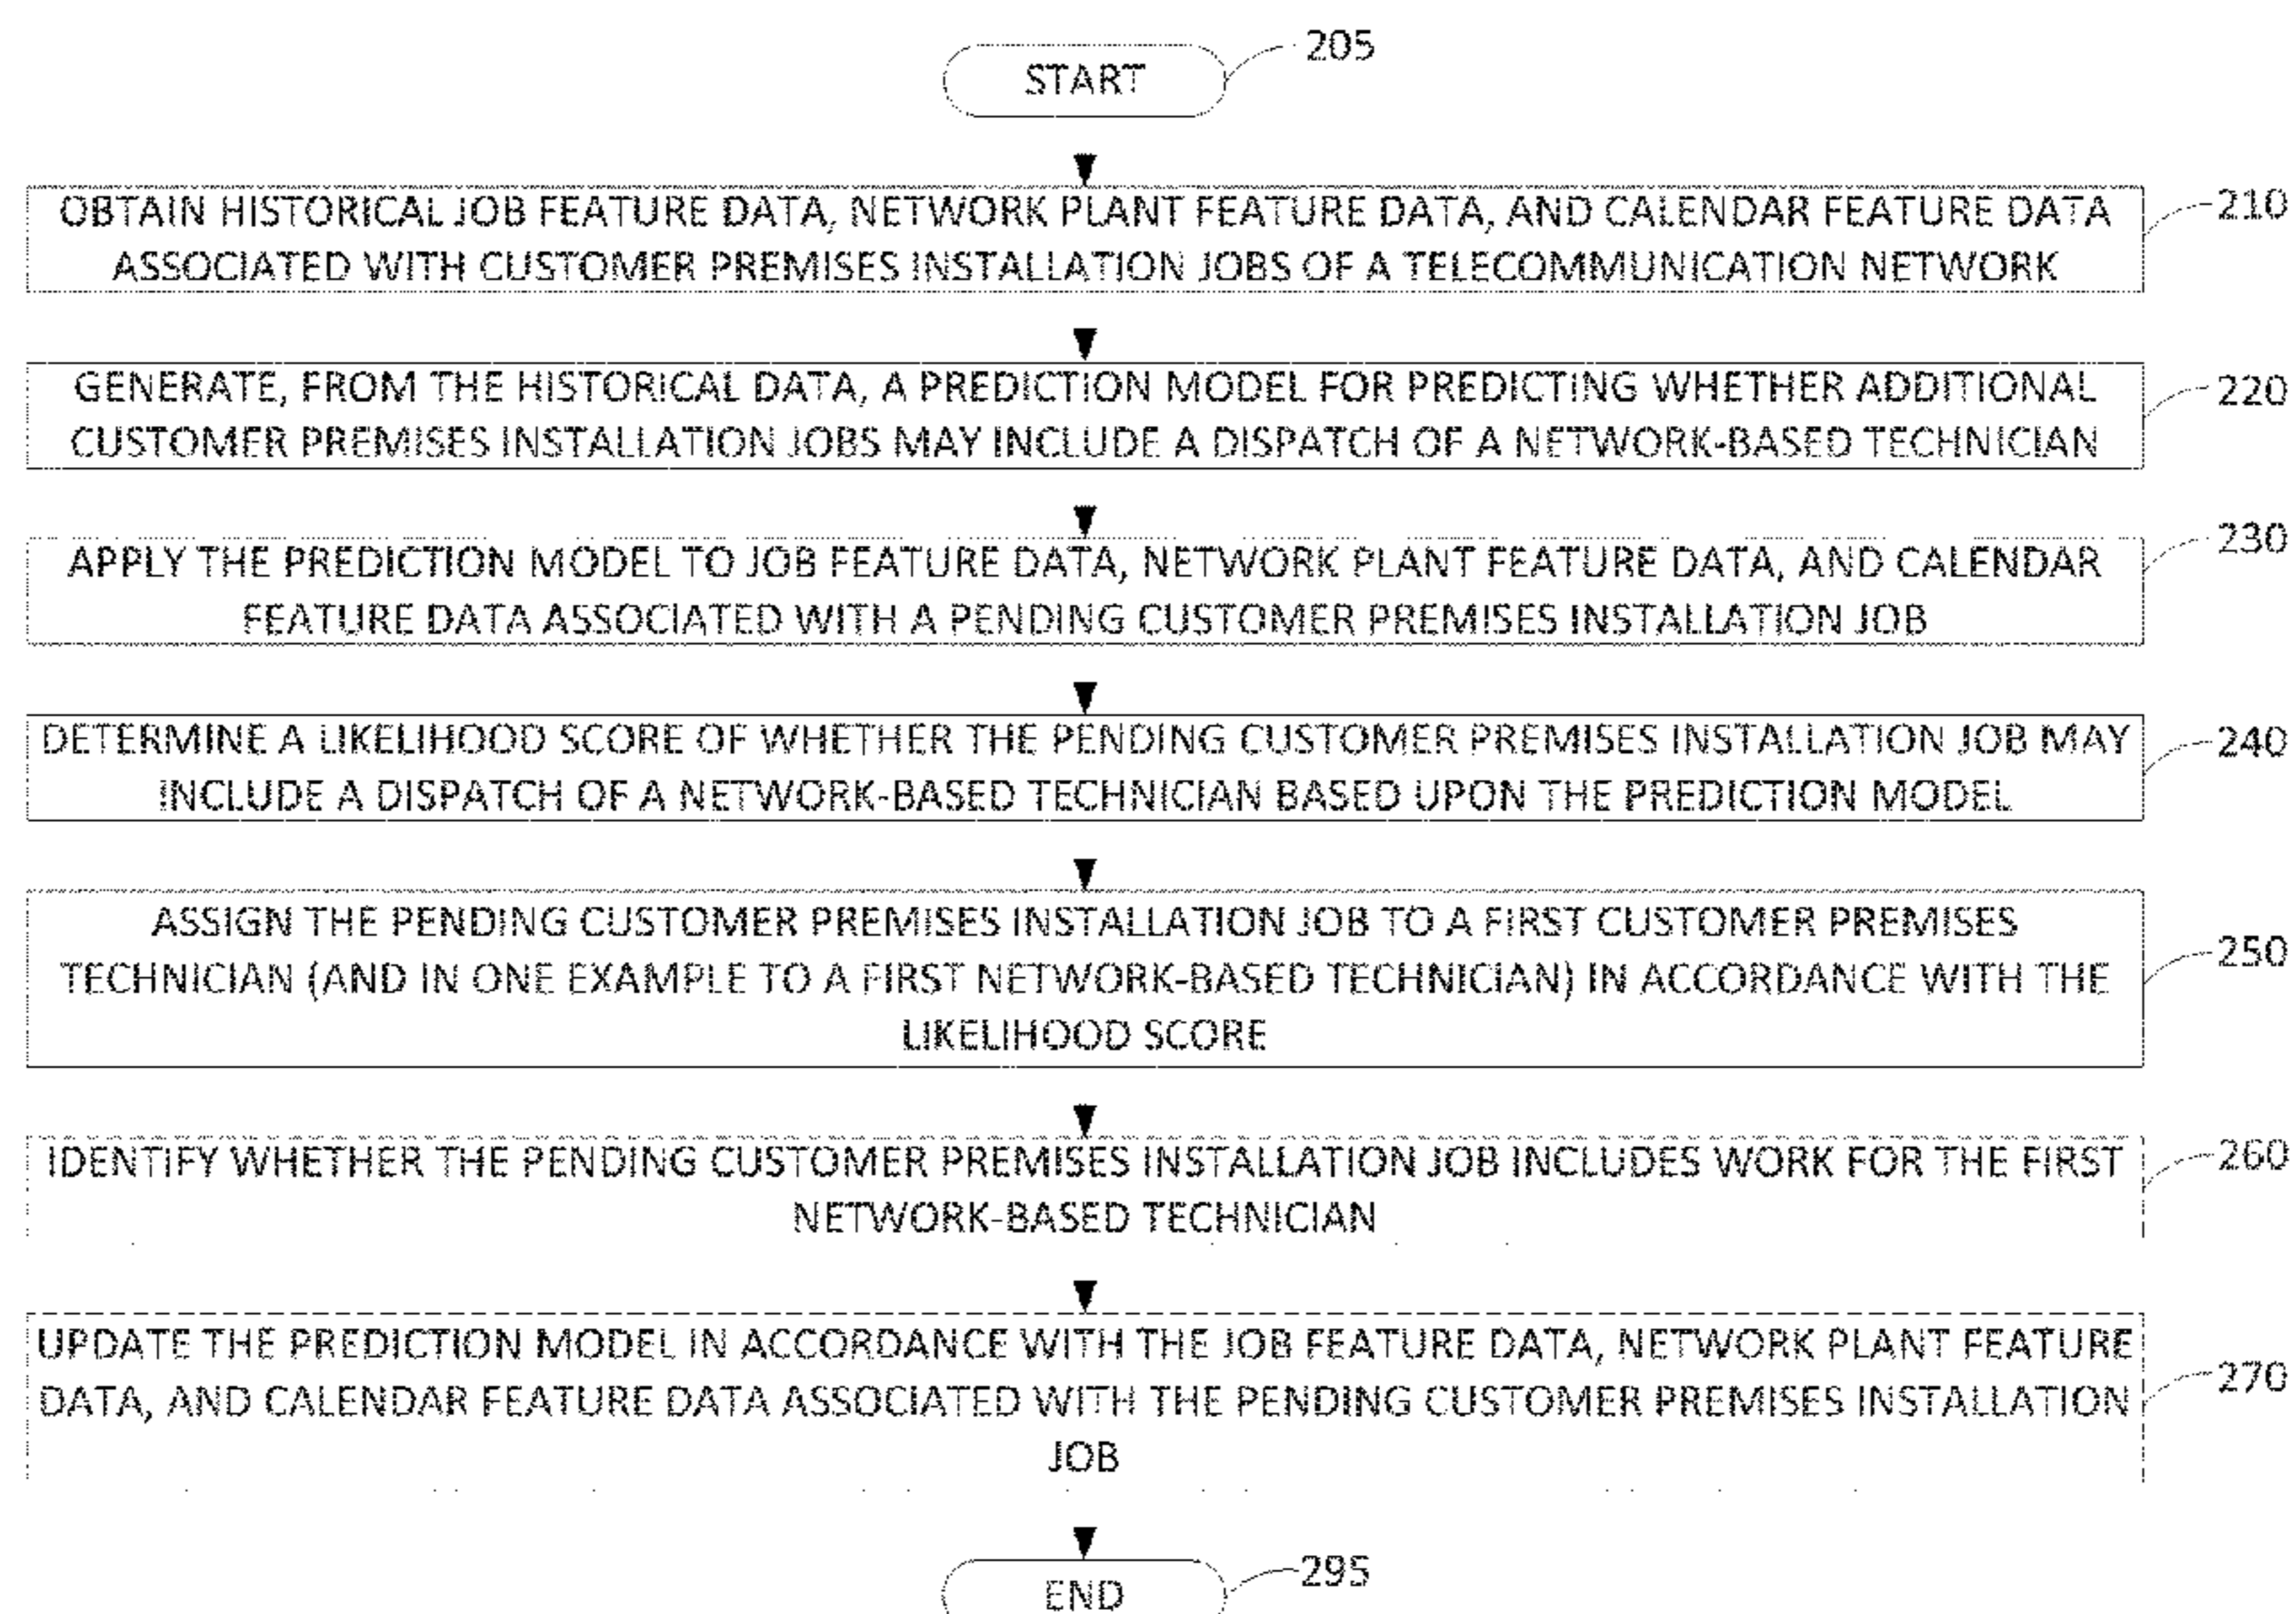 START
205
OBTAIN HISTORICAL JOB FEATURE DATA, NETWORK PLANT FEATURE DATA, AND CALENDAR FEATURE DATA
ASSOCIATED WITH CUSTOMER PREMISES INSTALLATION JOBS OF A TELECOMMUNICATION NETWORK
210
GENERATE, FROM THE HISTORICAL DATA, A PREDICTION MODEL FOR PREDICTING WHETHER ADDITIONAL
CUSTOMER PREMISES INSTALLATION JOBS MAY INCLUDE A DISPATCH OF A NETWORK-BASED TECHNICIAN
220
APPLY THE PREDICTION MODEL TO JOB FEATURE DATA, NETWORK PLANT FEATURE DATA, AND CALENDAR
FEATURE DATA ASSOCIATED WITH A PENDING CUSTOMER PREMISES INSTALLATION JOB
230
DETERMINE A LIKELIHOOD SCORE OF WHETHER THE PENDING CUSTOMER PREMISES INSTALLATION JOB MAY
INCLUDE A DISPATCH OF A NETWORK-BASED TECHNICIAN BASED UPON THE PREDICTION MODEL
240
ASSIGN THE PENDING CUSTOMER PREMISES INSTALLATION JOB TO A FIRST CUSTOMER PREMISES
TECHNICIAN (AND IN ONE EXAMPLE TO A FIRST NETWORK-BASED TECHNICIAN) IN ACCORDANCE WITH THE
LIKELIHOOD SCORE
250
IDENTIFY WHETHER THE PENDING CUSTOMER PREMISES INSTALLATION JOB INCLUDES WORK FOR THE FIRST
NETWORK-BASED TECHNICIAN
260
UPDATE THE PREDICTION MODEL IN ACCORDANCE WITH THE JOB FEATURE DATA, NETWORK PLANT FEATURE
DATA, AND CALENDAR FEATURE DATA ASSOCIATED WITH THE PENDING CUSTOMER PREMISES INSTALLATION
JOB
270
END
295